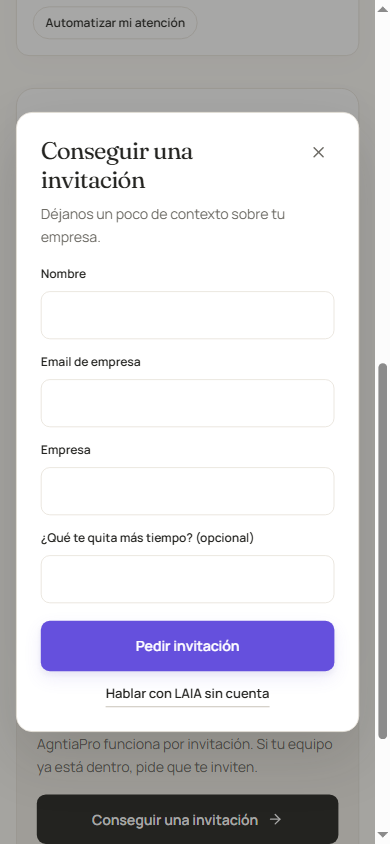 Automatizar mi atención
Conseguir una
invitación
Déjanos un poco de contexto sobre tu
empresa.
Nombre
Email de empresa
Empresa
¿Qué te quita más tiempo? (opcional)
Pedir invitación
Hablar con LAIA sin cuenta
AgntiaPro funciona por invitación. Si tu equipo
ya está dentro, pide que te inviten.
Conseguir una invitación →